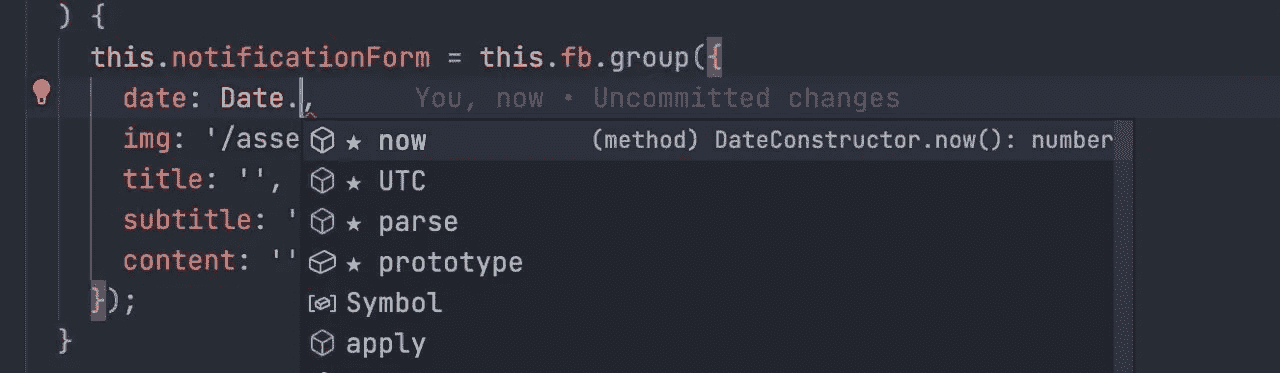 ) {
this.notificationForm = this.fb.group({
date: Date., You, now • Uncommitted changes
img: '/asse ★ now (method) DateConstructor.now(): number
title: '', ★ UTC
subtitle: ' ★ parse
content: '' ★ prototype
}); Symbol
} apply